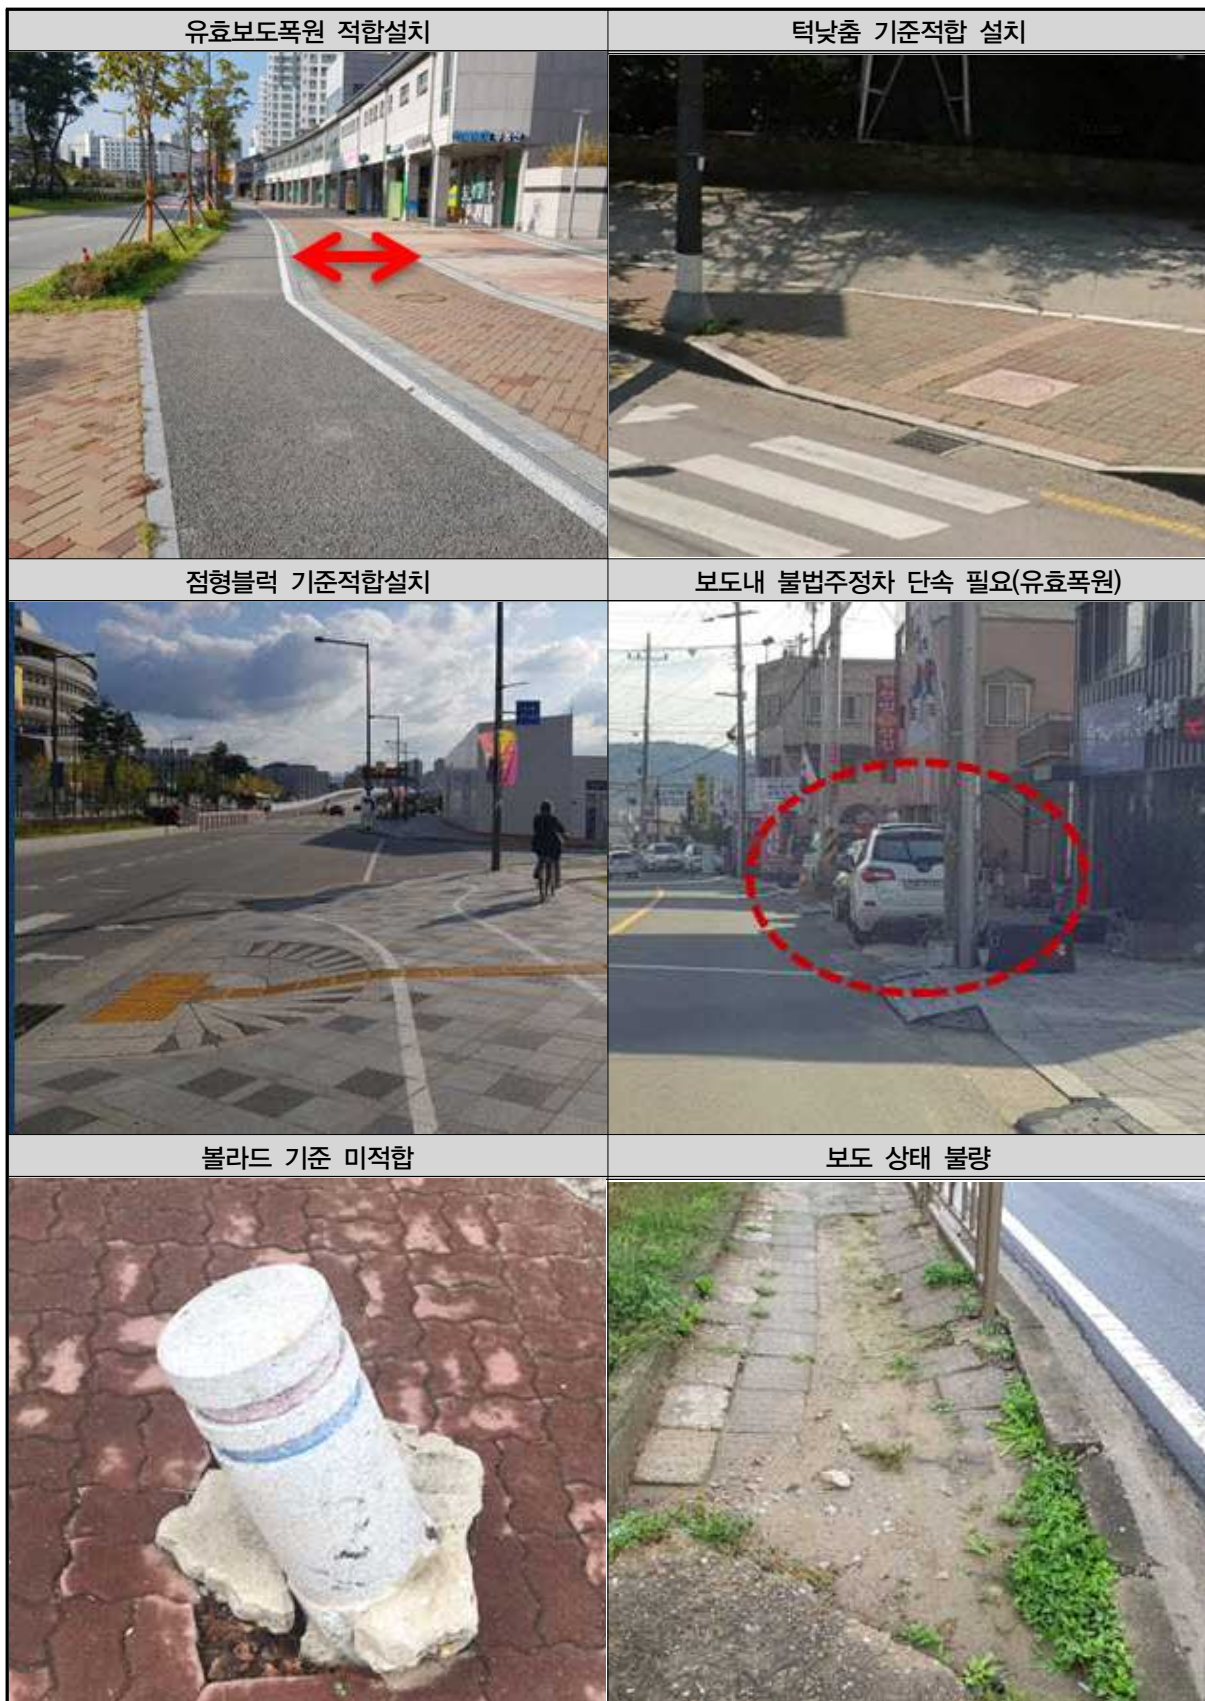 유효보도폭원 적합설치
턱낮춤 기준적합 설치
점형블럭 기준적합설치
보도내 불법주정차 단속 필요(유효폭원)
볼라드 기준 미적합
보도 상태 불량